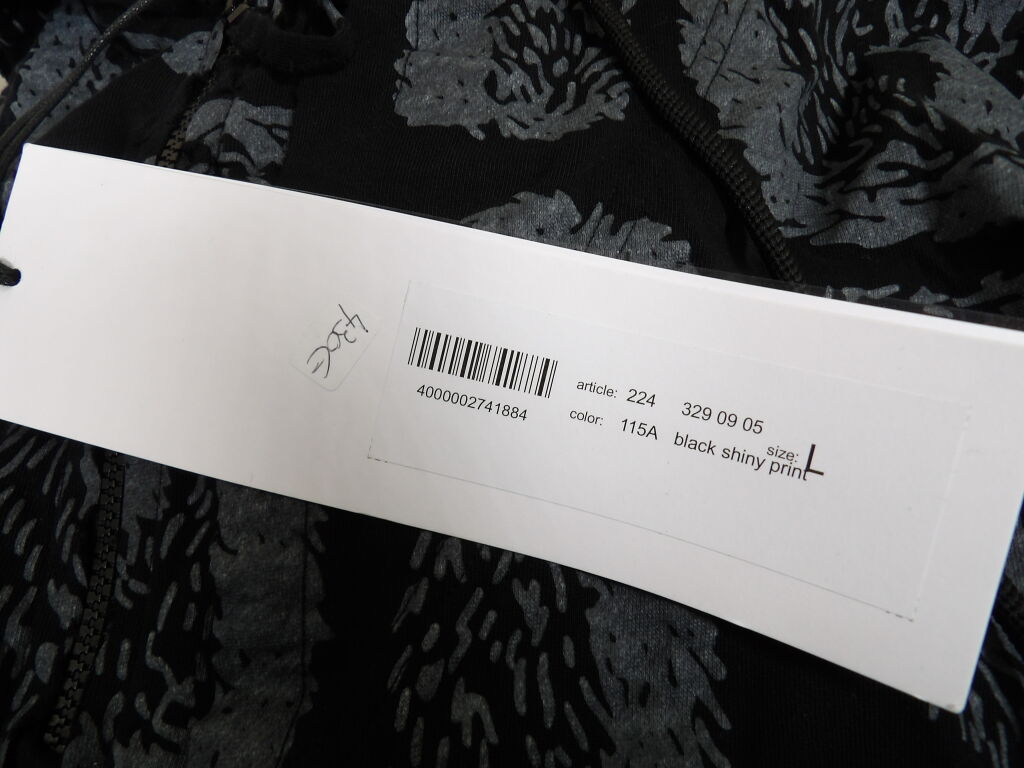 430€
4000002741884
article: 224 329 09 05
color: 115A black shiny print
size: L